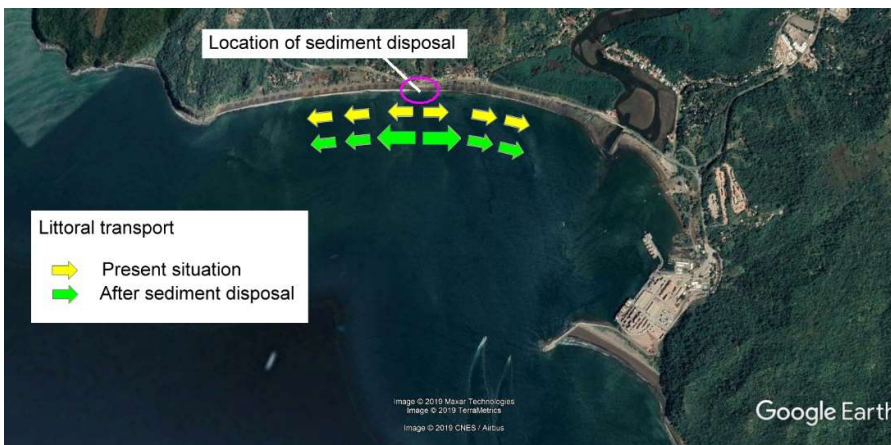 Location of sediment disposal
Littoral transport
Present situation
After sediment disposal
Image © 2019 Maxar Technologies
Image © 2019 TerraMetrics
Image © 2019 CNES / Airbus
Google Earth